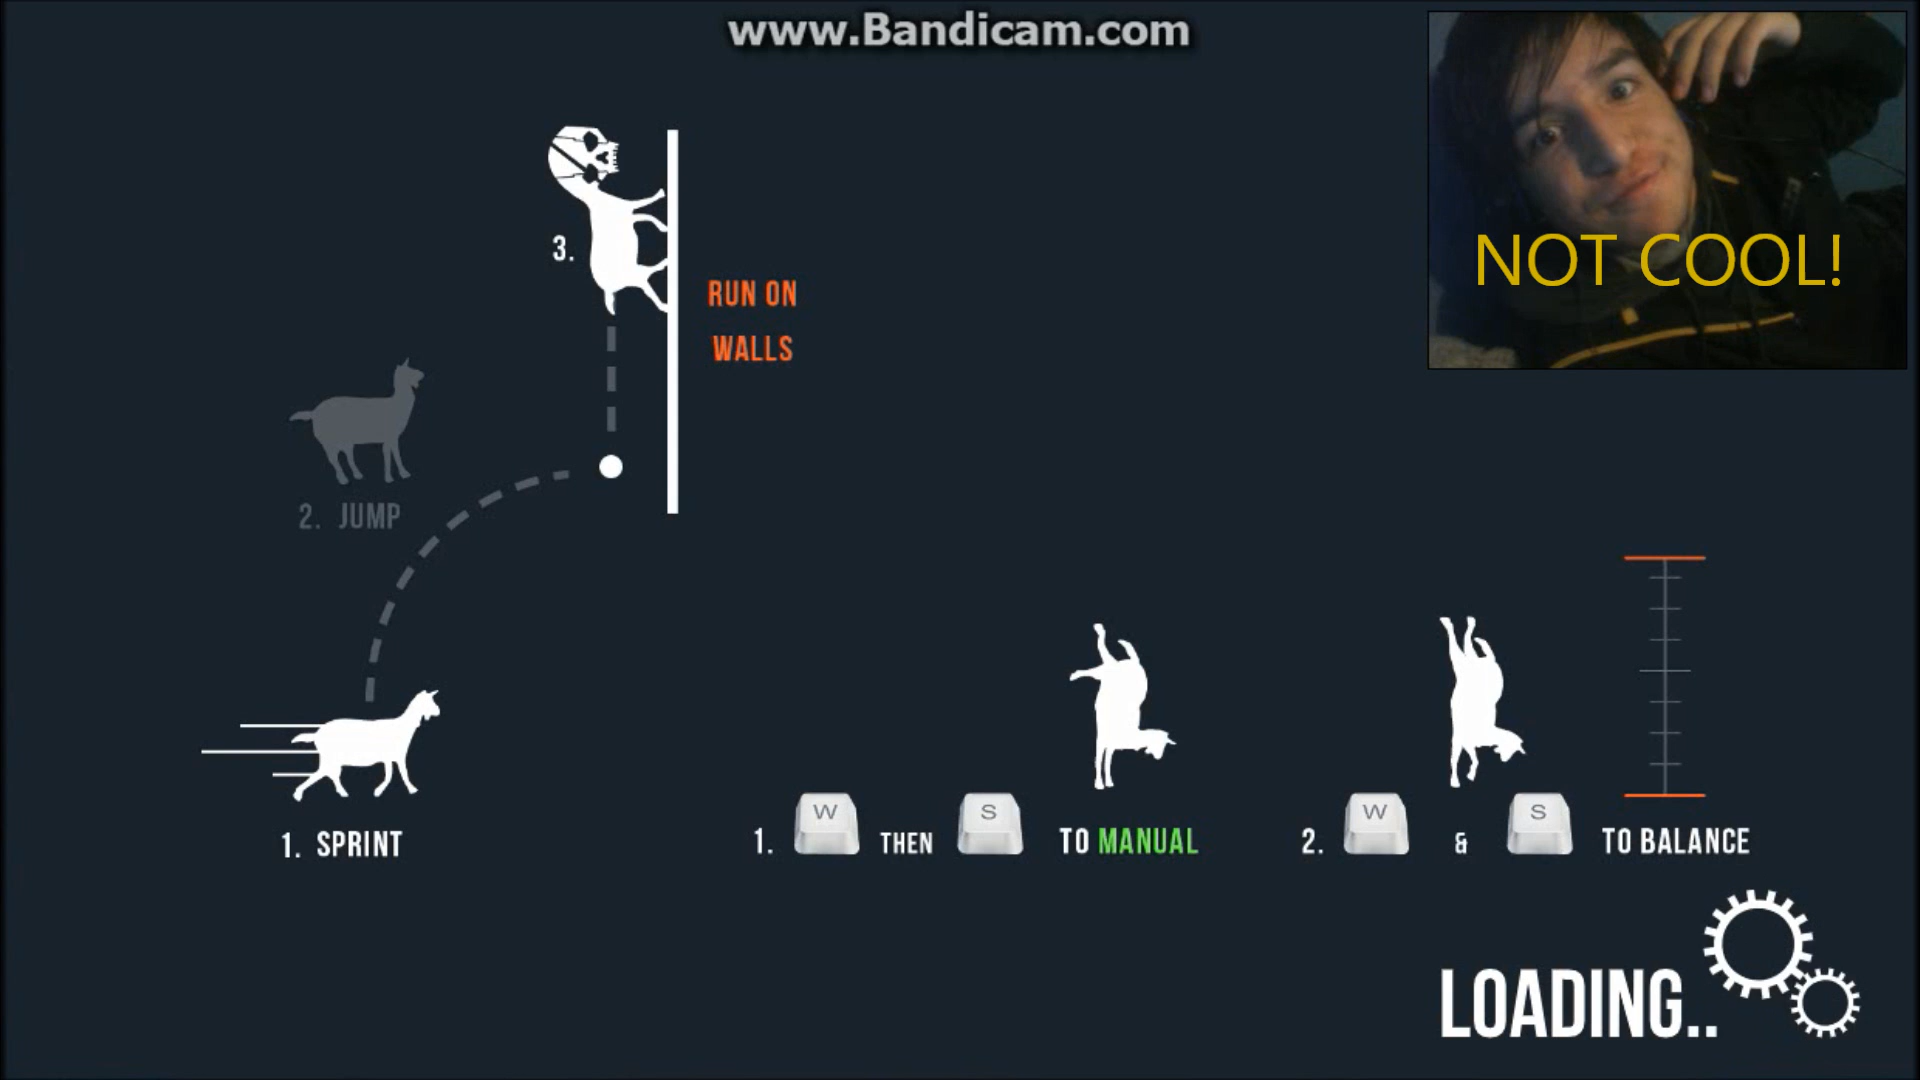 www.Bandicam.com
NOT COOL!
3.
RUN ON
WALLS
2. JUMP
1. SPRINT
1. W THEN S TO MANUAL
2. W & S TO BALANCE
LOADING..